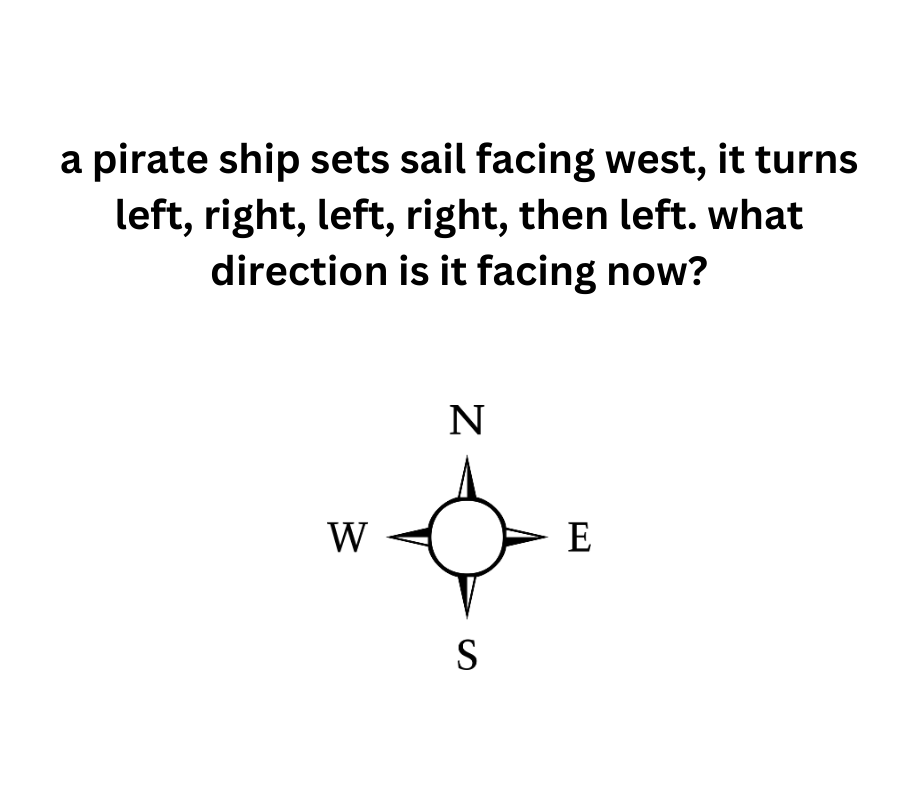 a pirate ship sets sail facing west, it turns
left, right, left, right, then left. what
direction is it facing now?
N
W E
S